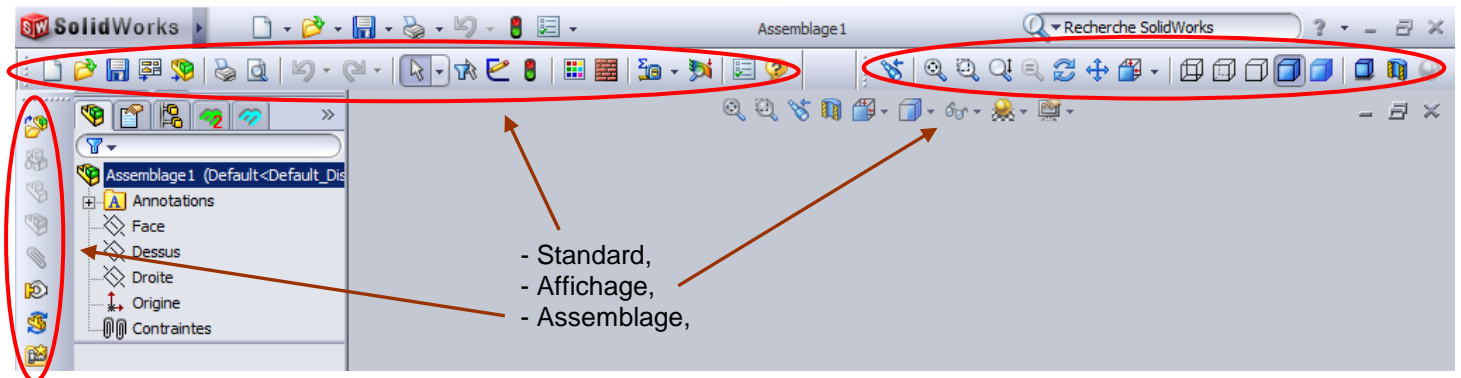 SolidWorks
Assemblage1
Recherche SolidWorks
Assemblage1 (Default<Default_Dis
Annotations
Face
Dessus
Droite
Origine
Contraintes
- Standard,
- Affichage,
- Assemblage,